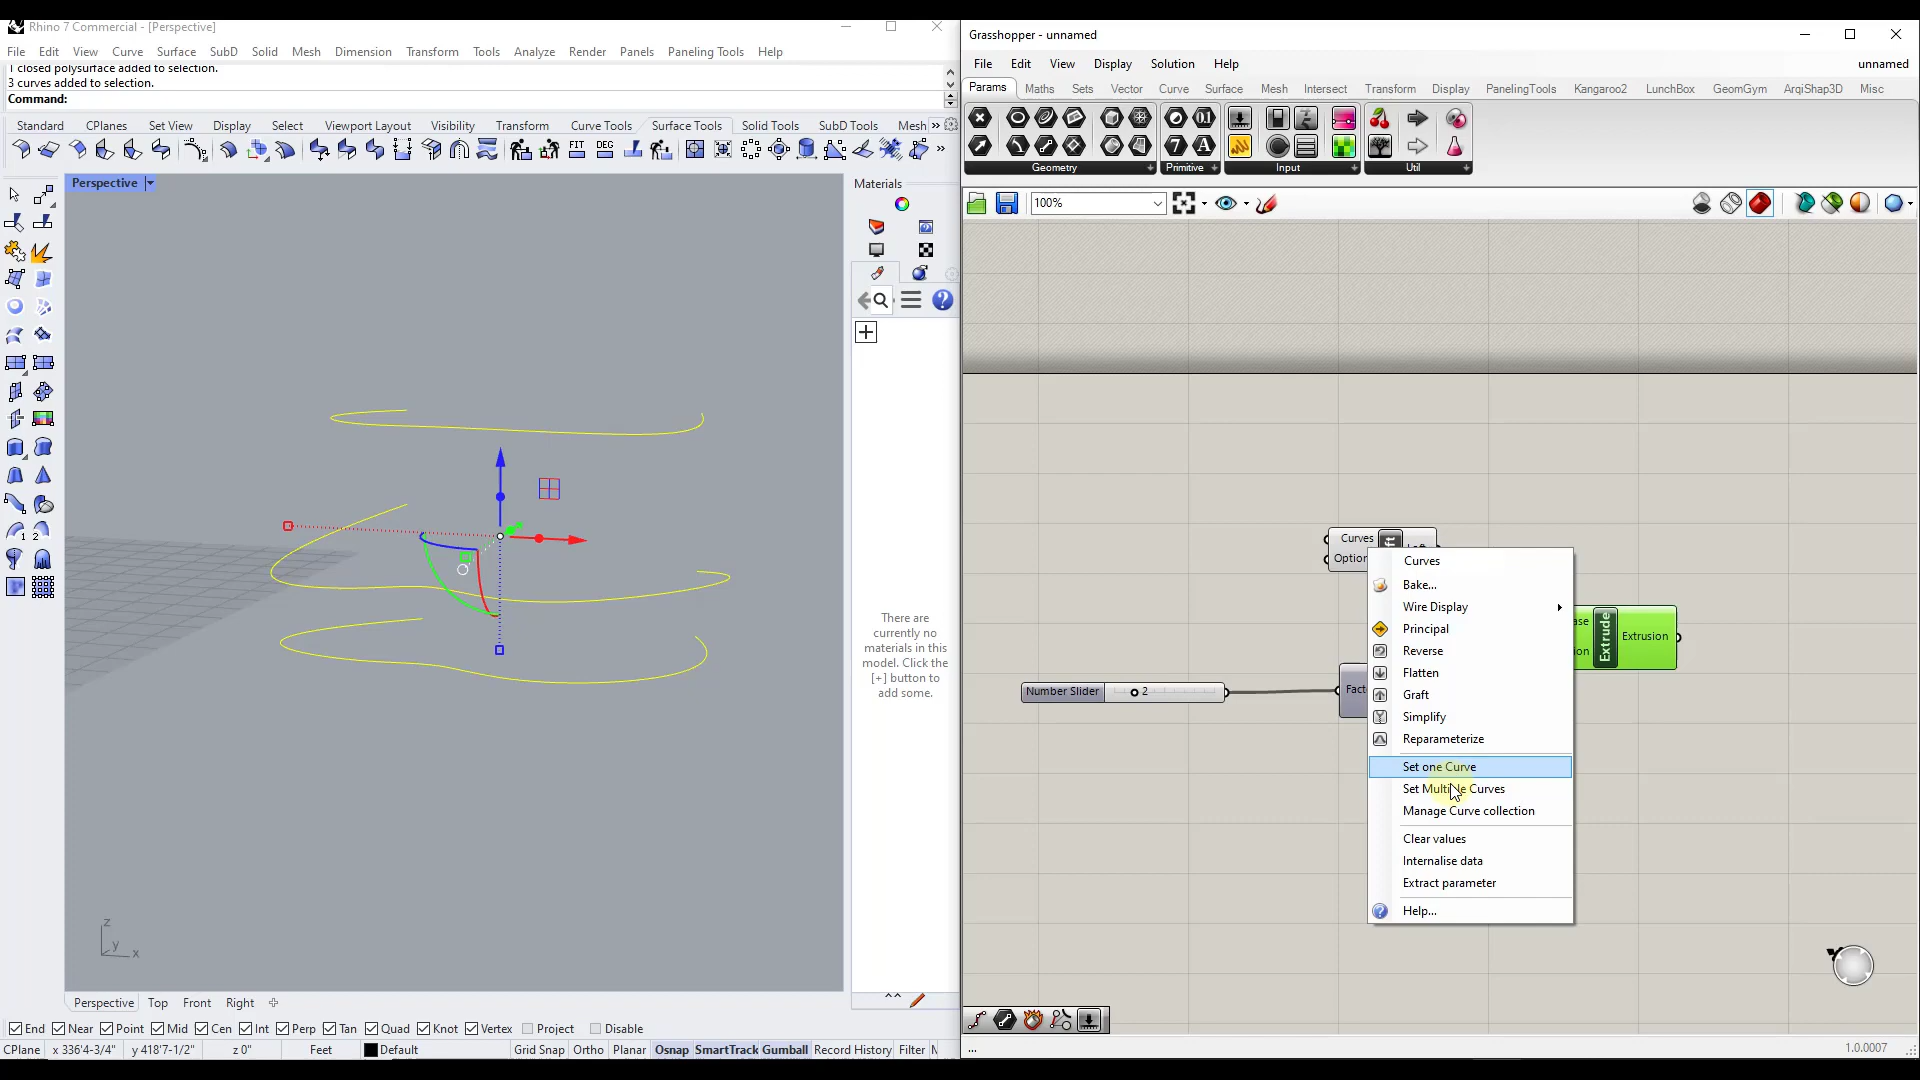 Rhino 7 Commercial - [Perspective]
File Edit View Curve Surface SubD Solid Mesh Dimension Transform Tools Analyze Render Panels Paneling Tools Help
1 closed polysurface added to selection.
3 curves added to selection.
Command:
Standard CPlanes Set View Display Select Viewport Layout Visibility Transform Curve Tools Surface Tools Solid Tools SubD Tools Mesh »
FIT DEG »
Perspective
Materials
There are
currently no
materials in this
model. Click the
[+] button to
add some.
z
y x
Perspective Top Front Right
End Near Point Mid Cen Int Perp Tan Quad Knot Vertex Project Disable
CPlane x 336'4-3/4" y 418'7-1/2" z 0" Feet Default Grid Snap Ortho Planar Osnap SmartTrack Gumball Record History Filter
Grasshopper - unnamed
File Edit View Display Solution Help unnamed
Params Maths Sets Vector Curve Surface Mesh Intersect Transform Display PanelingTools Kangaroo2 LunchBox GeomGym ArqiShap3D Misc
Geometry Primitive Input Util
100%
Curves
Option
Number Slider 2
Fact
Extrude
Extrusion
Curves
Bake...
Wire Display
Principal
Reverse
Flatten
Graft
Simplify
Reparameterize
Set one Curve
Set Multiple Curves
Manage Curve collection
Clear values
Internalise data
Extract parameter
Help...
... 1.0.0007